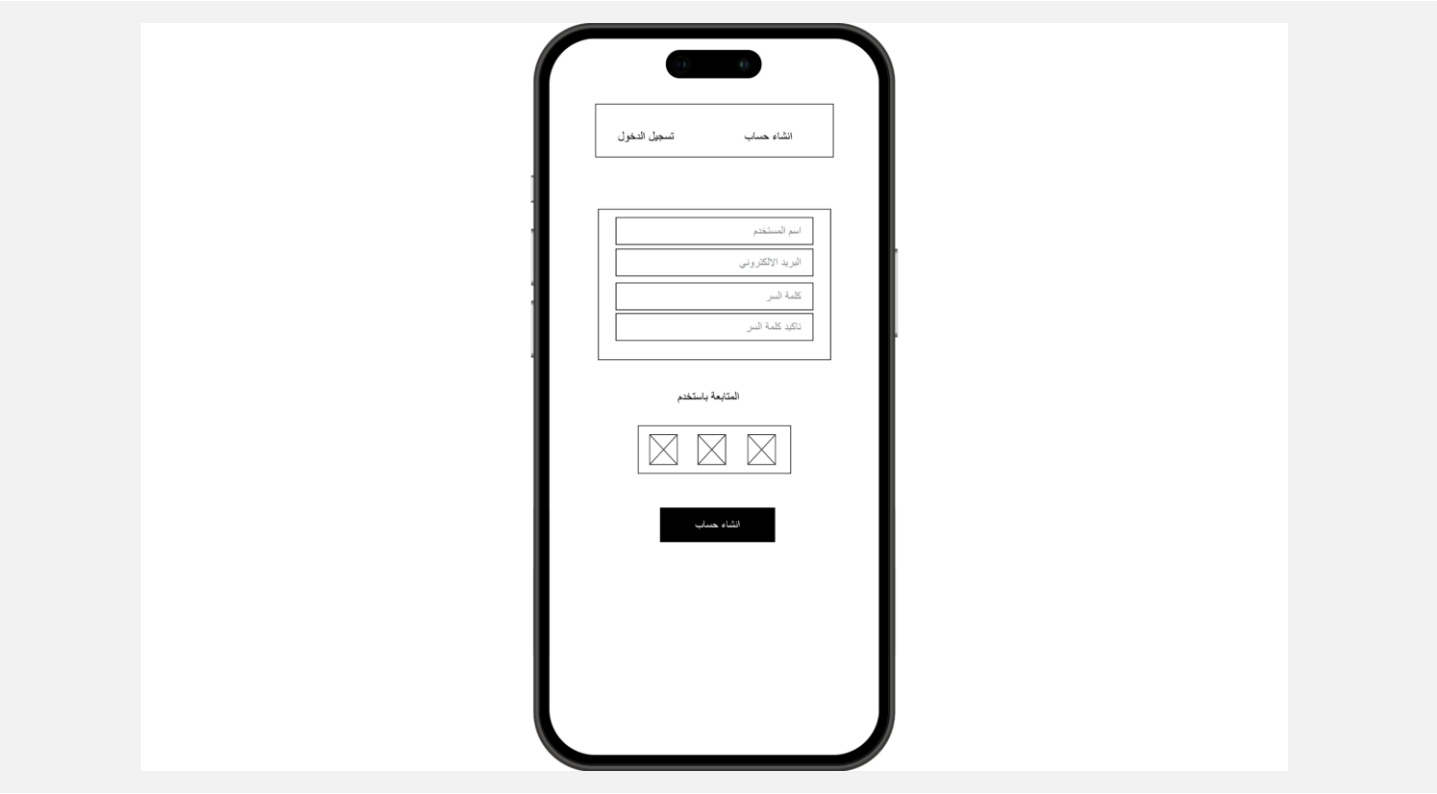 انشاء حساب
تسجيل الدخول
اسم المستخدم
البريد الالكتروني
كلمة السر
تاكيد كلمة السر
المتابعة باستخدم
انشاء حساب